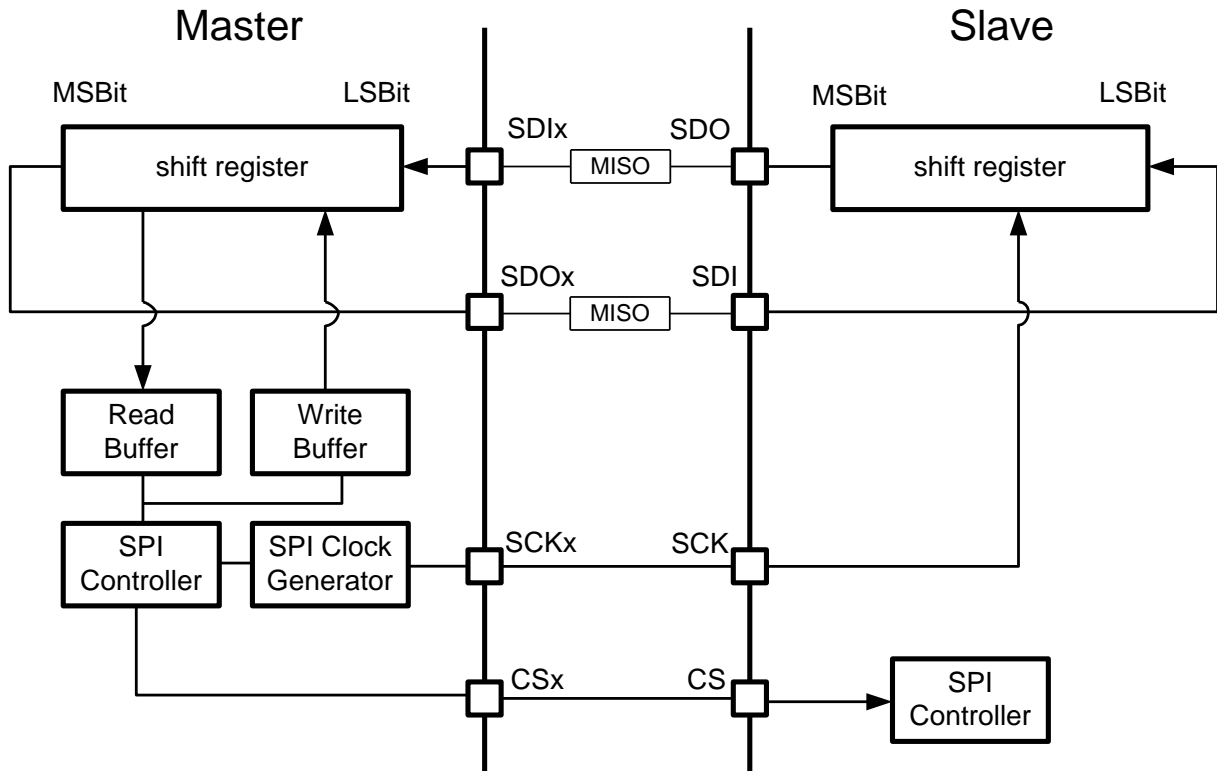 Master
Slave
MSBit
LSBit
MSBit
LSBit
SDIx
SDO
shift register
MISO
shift register
SDOx
SDI
MISO
Read
Buffer
Write
Buffer
SPI
Controller
SPI Clock
Generator
SCKx
SCK
CSx
CS
SPI
Controller